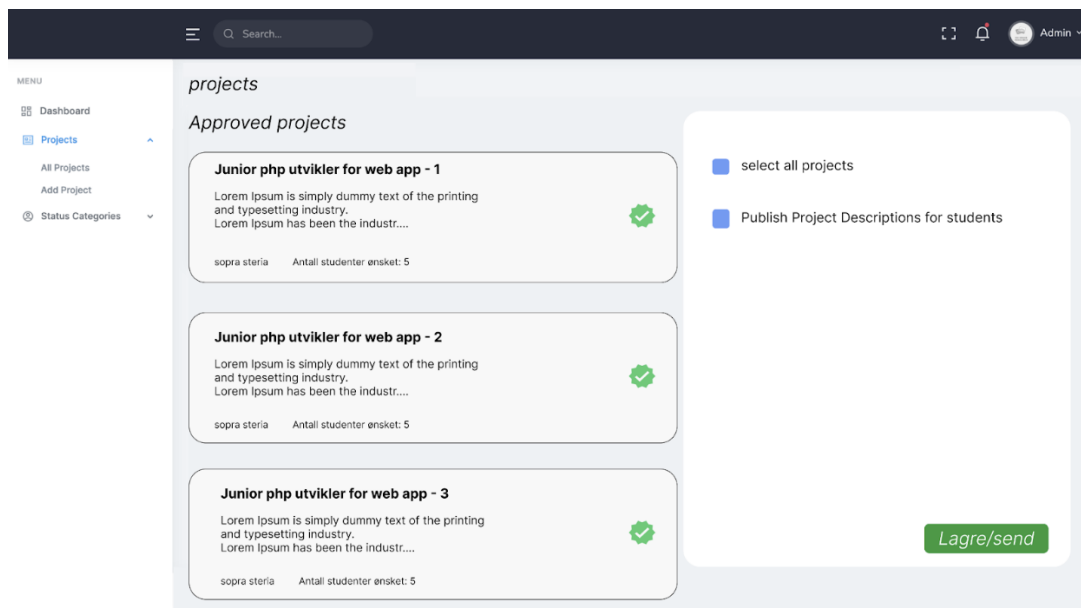 Search...
Admin
MENU
Dashboard
Projects
All Projects
Add Project
Status Categories
projects
Approved projects
Junior php utvikler for web app - 1
Lorem Ipsum is simply dummy text of the printing
and typesetting industry.
Lorem Ipsum has been the industr....
sopra steria Antall studenter ønsket: 5
Junior php utvikler for web app - 2
Lorem Ipsum is simply dummy text of the printing
and typesetting industry.
Lorem Ipsum has been the industr....
sopra steria Antall studenter ønsket: 5
Junior php utvikler for web app - 3
Lorem Ipsum is simply dummy text of the printing
and typesetting industry.
Lorem Ipsum has been the industr....
sopra steria Antall studenter ønsket: 5
select all projects
Publish Project Descriptions for students
Lagre/send